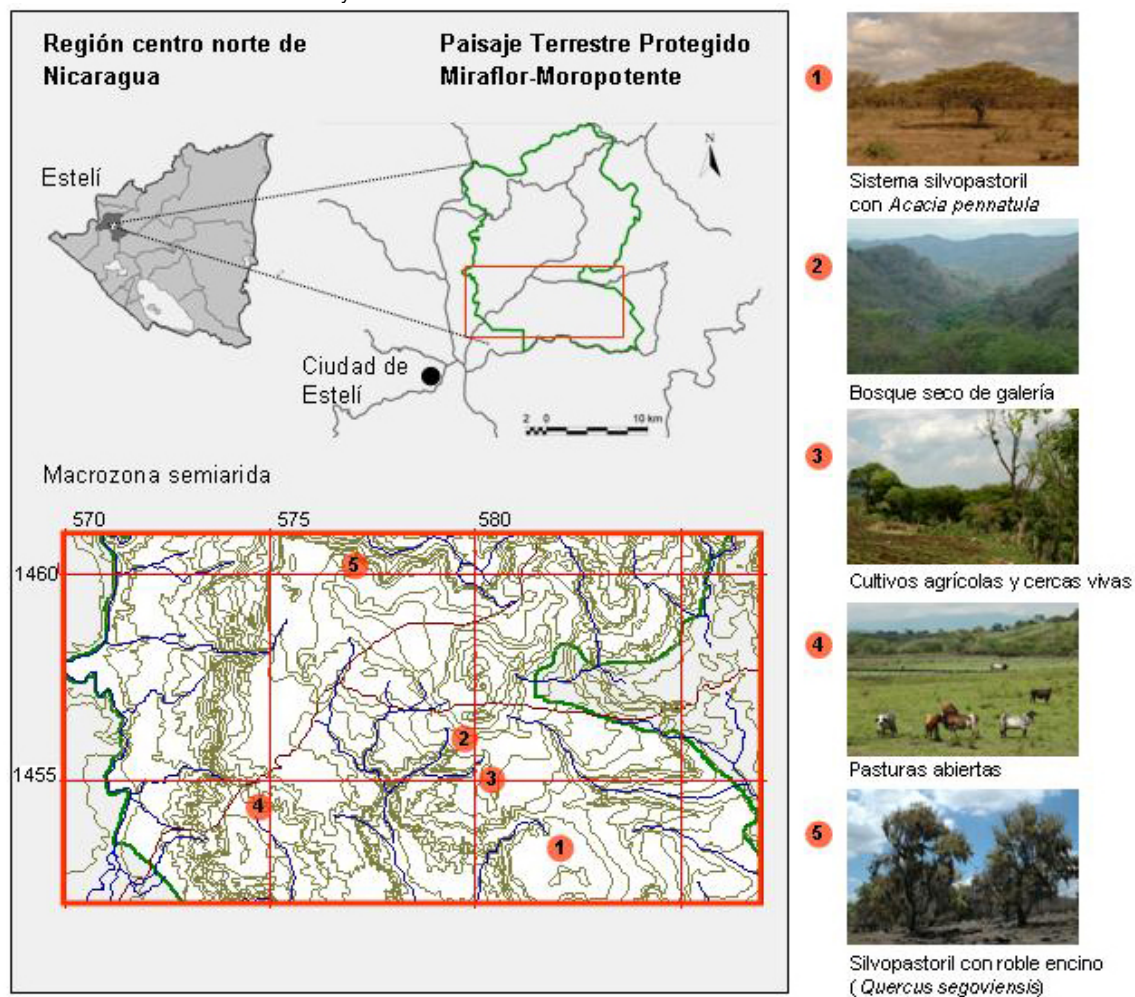 Región centro norte de
Nicaragua
Paisaje Terrestre Protegido
Miraflor-Moropotente
Estelí
N
Ciudad de
Estelí
2 0 10 km
Macrozona semiarida
570 575 580
1460
1455
5
2
3
4
1
1
Sistema silvopastoril
con Acacia pennatula
2
Bosque seco de galería
3
Cultivos agrícolas y cercas vivas
4
Pasturas abiertas
5
Silvopastoril con roble encino
(Quercus segoviensis)